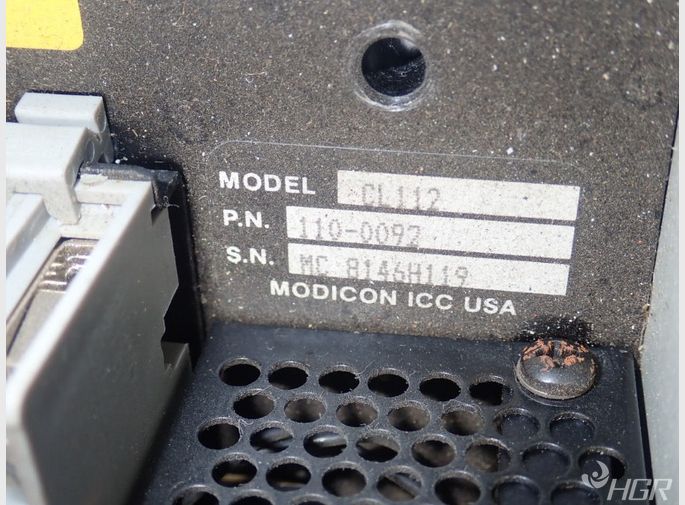 MODEL CL112
P.N. 110-0092
S.N. MC 8146H119
MODICON ICC USA
HGR